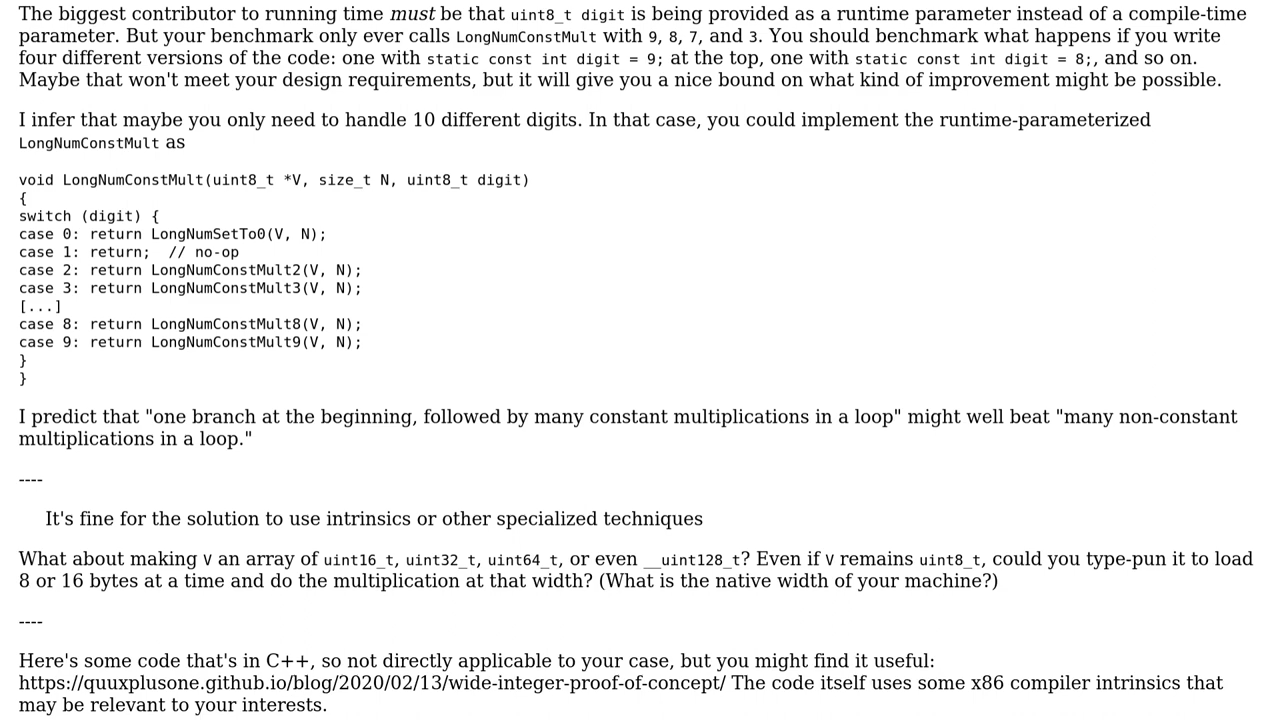 The biggest contributor to running time must be that uint8_t digit is being provided as a runtime parameter instead of a compile-time
parameter. But your benchmark only ever calls LongNumConstMult with 9, 8, 7, and 3. You should benchmark what happens if you write
four different versions of the code: one with static const int digit = 9; at the top, one with static const int digit = 8;, and so on.
Maybe that won't meet your design requirements, but it will give you a nice bound on what kind of improvement might be possible.
I infer that maybe you only need to handle 10 different digits. In that case, you could implement the runtime-parameterized
LongNumConstMult as
void LongNumConstMult(uint8_t *V, size_t N, uint8_t digit)
{
switch (digit) {
case 0: return LongNumSetTo0(V, N);
case 1: return;  // no-op
case 2: return LongNumConstMult2(V, N);
case 3: return LongNumConstMult3(V, N);
[...]
case 8: return LongNumConstMult8(V, N);
case 9: return LongNumConstMult9(V, N);
}
}
I predict that "one branch at the beginning, followed by many constant multiplications in a loop" might well beat "many non-constant
multiplications in a loop."
----
It's fine for the solution to use intrinsics or other specialized techniques
What about making V an array of uint16_t, uint32_t, uint64_t, or even __uint128_t? Even if V remains uint8_t, could you type-pun it to load
8 or 16 bytes at a time and do the multiplication at that width? (What is the native width of your machine?)
----
Here's some code that's in C++, so not directly applicable to your case, but you might find it useful:
https://quuxplusone.github.io/blog/2020/02/13/wide-integer-proof-of-concept/ The code itself uses some x86 compiler intrinsics that
may be relevant to your interests.